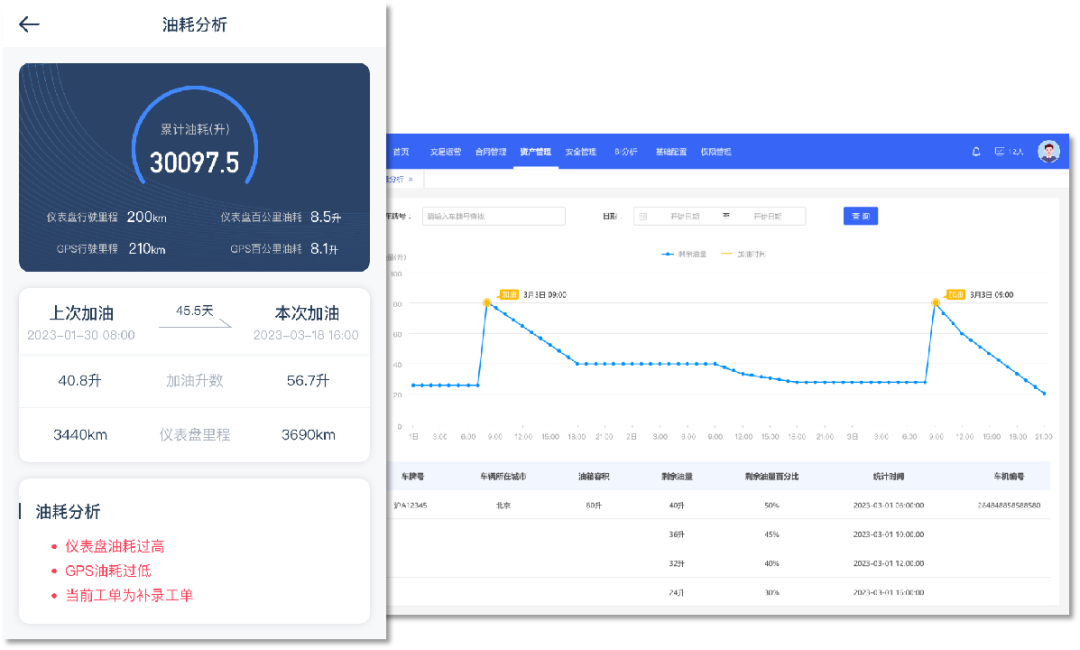 油耗分析
累计油耗(升)
30097.5
仪表盘行驶里程 200km 仪表盘百公里油耗 8.5升
GPS行驶里程 210km GPS百公里油耗 8.1升
上次加油 45.5天 本次加油
2023-01-30 08:00 2023-03-18 16:00
40.8升 加油升数 56.7升
3440km 仪表盘里程 3690km
油耗分析
仪表盘油耗过高
GPS油耗过低
当前工单为补录工单
首页 交易运营 合同管理 资产管理 安全管理 BI分析 基础配置 权限管理 12人
分析 »
车牌号： 请输入车牌号查找 日期： 开始日期 至 开始日期 查 询
剩余油量 加油时间
加油 3月3日 09:00 加油 3月3日 09:00
60
40
20
0
1日 3:00 6:00 9:00 12:00 15:00 18:00 21:00 2日 3:00 6:00 9:00 12:00 15:00 18:00 21:00 3日 3:00 6:00 9:00 12:00 15:00 18:00 21:00
车牌号 车辆所在城市 油箱容积 剩余油量 剩余油量百分比 统计时间 车机编号
沪A12345 北京 80升 40升 50% 2023-03-01 08:00:00
36升 45% 2023-03-01 10:00:00
32升 40% 2023-03-01 12:00:00
24升 30% 2023-03-01 16:00:00